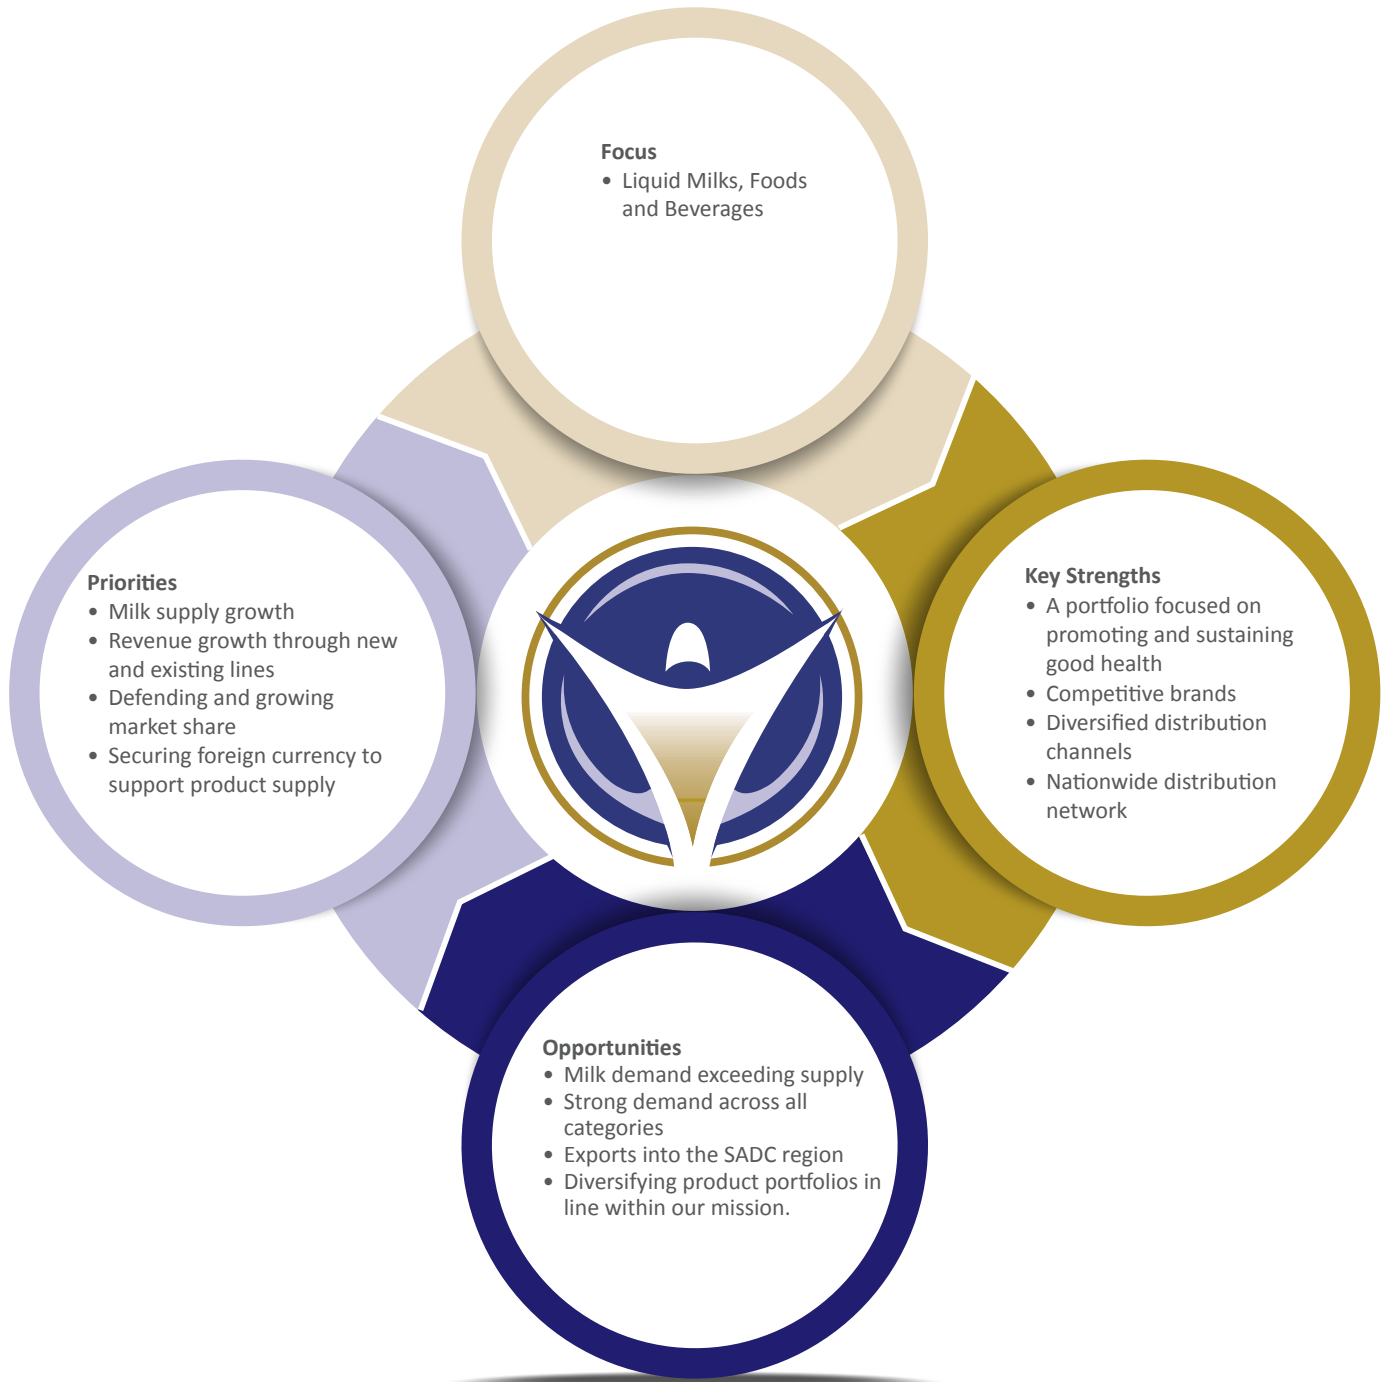 Focus
• Liquid Milks, Foods
and Beverages
Priorities
• Milk supply growth
• Revenue growth through new
and existing lines
• Defending and growing
market share
• Securing foreign currency to
support product supply
Key Strengths
• A portfolio focused on
promoting and sustaining
good health
• Competitive brands
• Diversified distribution
channels
• Nationwide distribution
network
Opportunities
• Milk demand exceeding supply
• Strong demand across all
categories
• Exports into the SADC region
• Diversifying product portfolios in
line within our mission.